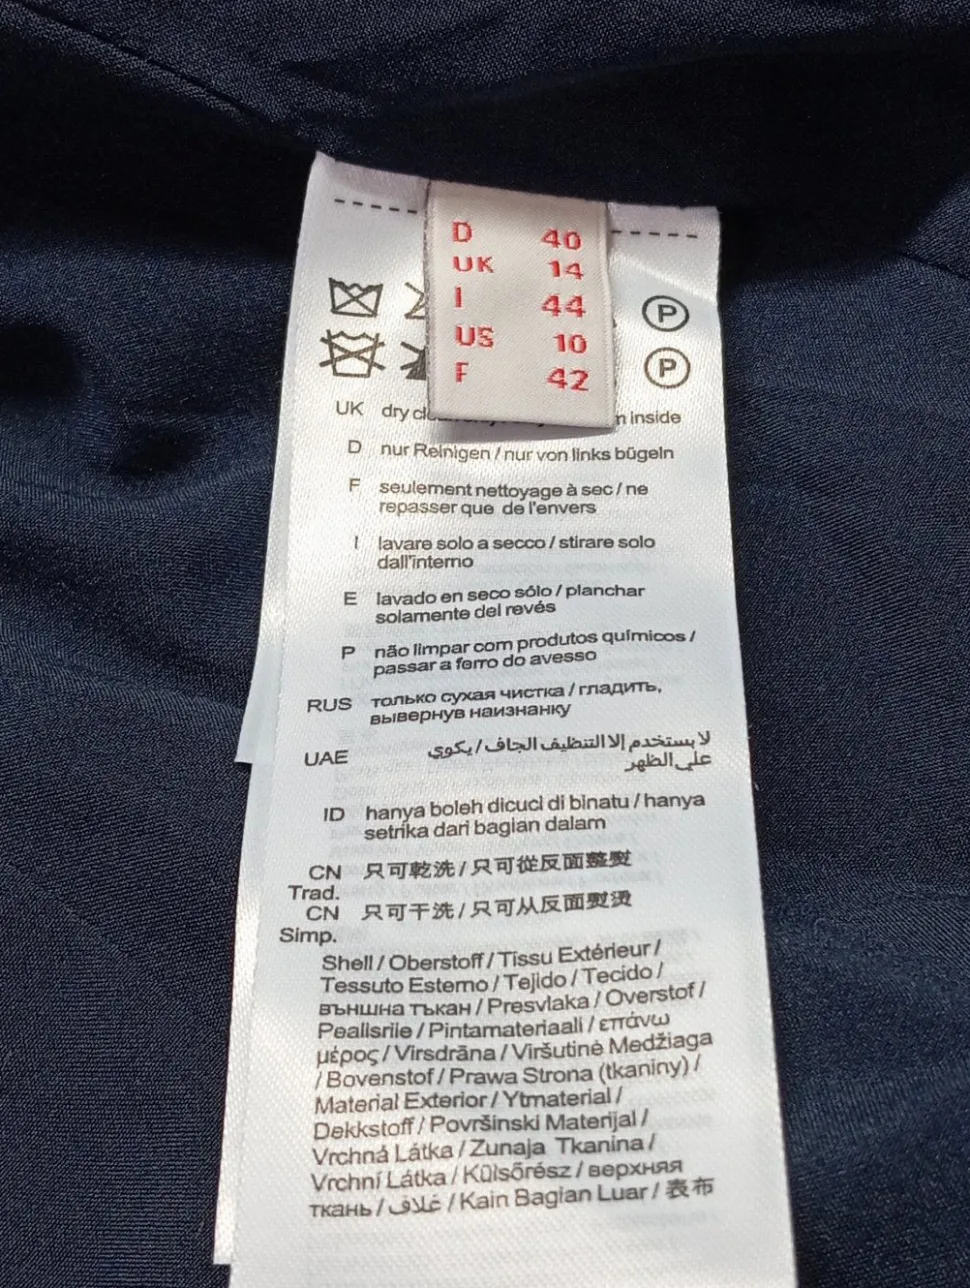 D 40
UK 14
I 44
US 10
F 42
P
P
UK dry inside
D nur Reinigen / nur von links bügeln
F seulement nettoyage à sec / ne
repasser que de l'envers
I lavare solo a secco / stirare solo
dall'interno
E lavado en seco sólo / planchar
solamente del revés
P não limpar com produtos químicos /
passar a ferro do avesso
RUS только сухая чистка / гладить,
вывернув наизнанку
UAE لا يستخدم إلا التنظيف الجاف / يكوى
على الظهر
ID hanya boleh dicuci di binatu / hanya
setrika dari bagian dalam
CN 只可乾洗 / 只可從反面整熨
Trad.
CN 只可干洗 / 只可从反面熨烫
Simp.
Shell / Oberstoff / Tissu Extérieur /
Tessuto Esterno / Tejido / Tecido /
външна тъкан / Presvlaka / Overstof /
Pealisriie / Pintamateriaali / επάνω
μέρος / Virsdrāna / Viršutinė Medžiaga
/ Bovenstof / Prawa Strona (tkaniny) /
Material Exterior / Ytmaterial /
Dekkstoff / Površinski Materijal /
Vrchná Látka / Zunaja Tkanina /
Vrchní Látka / Külsőrész / верхняя
ткань / غلاف / Kain Bagian Luar / 表布